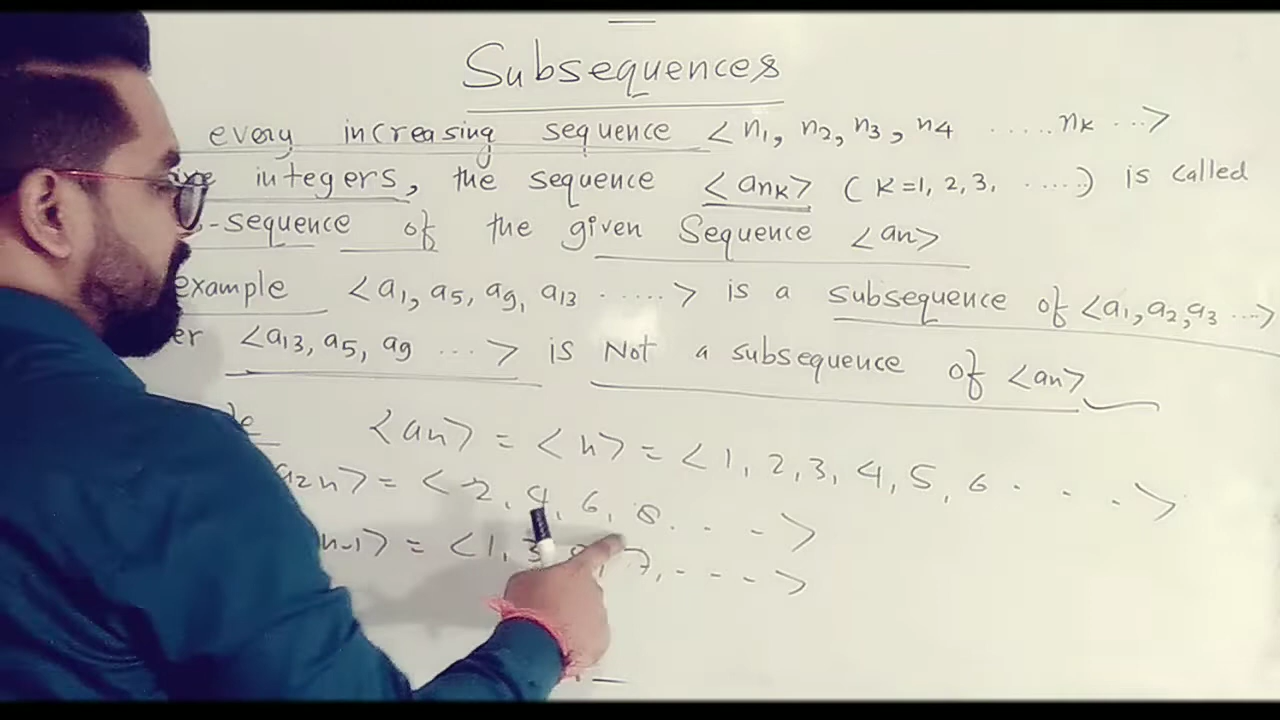 Subsequences
every increasing sequence <n₁, n₂, n₃, n₄ ..... nₖ ...>
integers, the sequence <aₙₖ> (K=1, 2, 3, .....) is called
-sequence of the given Sequence <aₙ>
example <a₁, a₅, a₉, a₁₃ ......> is a subsequence of <a₁, a₂, a₃ ....>
er <a₁₃, a₅, a₉ ...> is Not a subsequence of <aₙ>
<aₙ> = <n> = <1, 2, 3, 4, 5, 6 . . . >
a₂ₙ> = <2, 4, 6, 8. . - >
n-1> = <1, 3, 7, - - - >